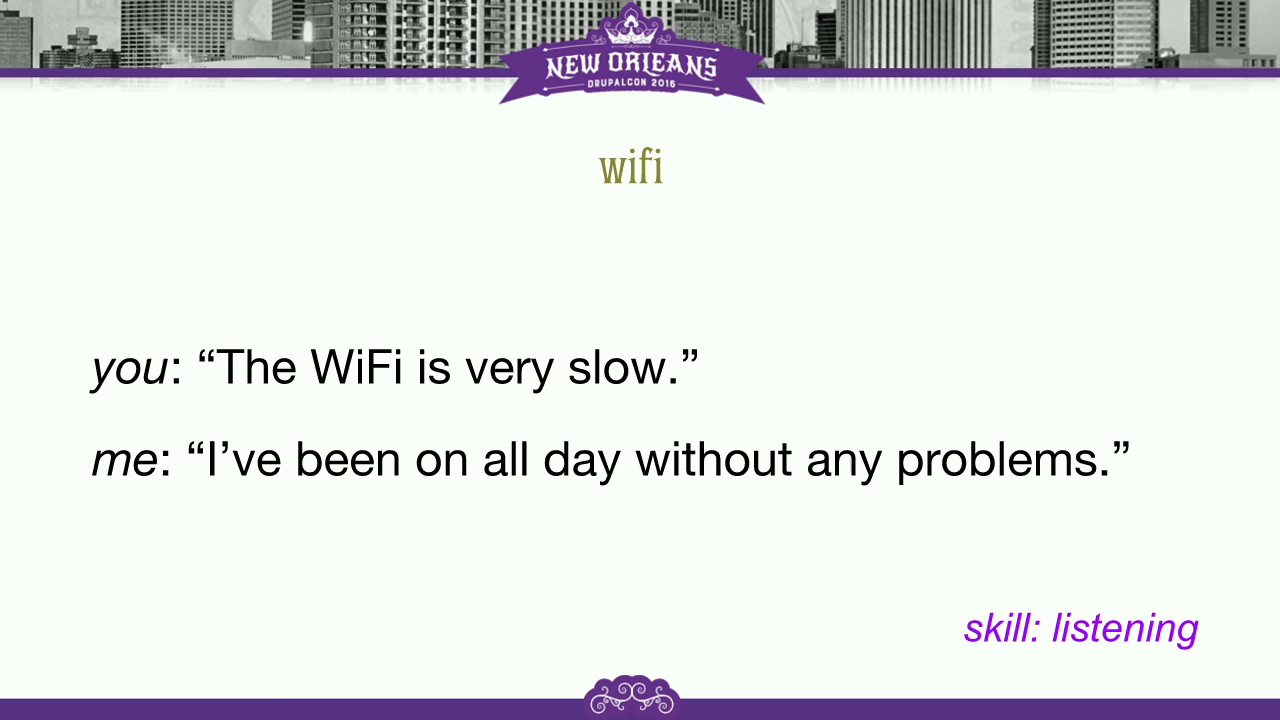 NEW ORLEANS
DRUPALCON 2016
wifi
you: “The WiFi is very slow.”
me: “I’ve been on all day without any problems.”
skill: listening